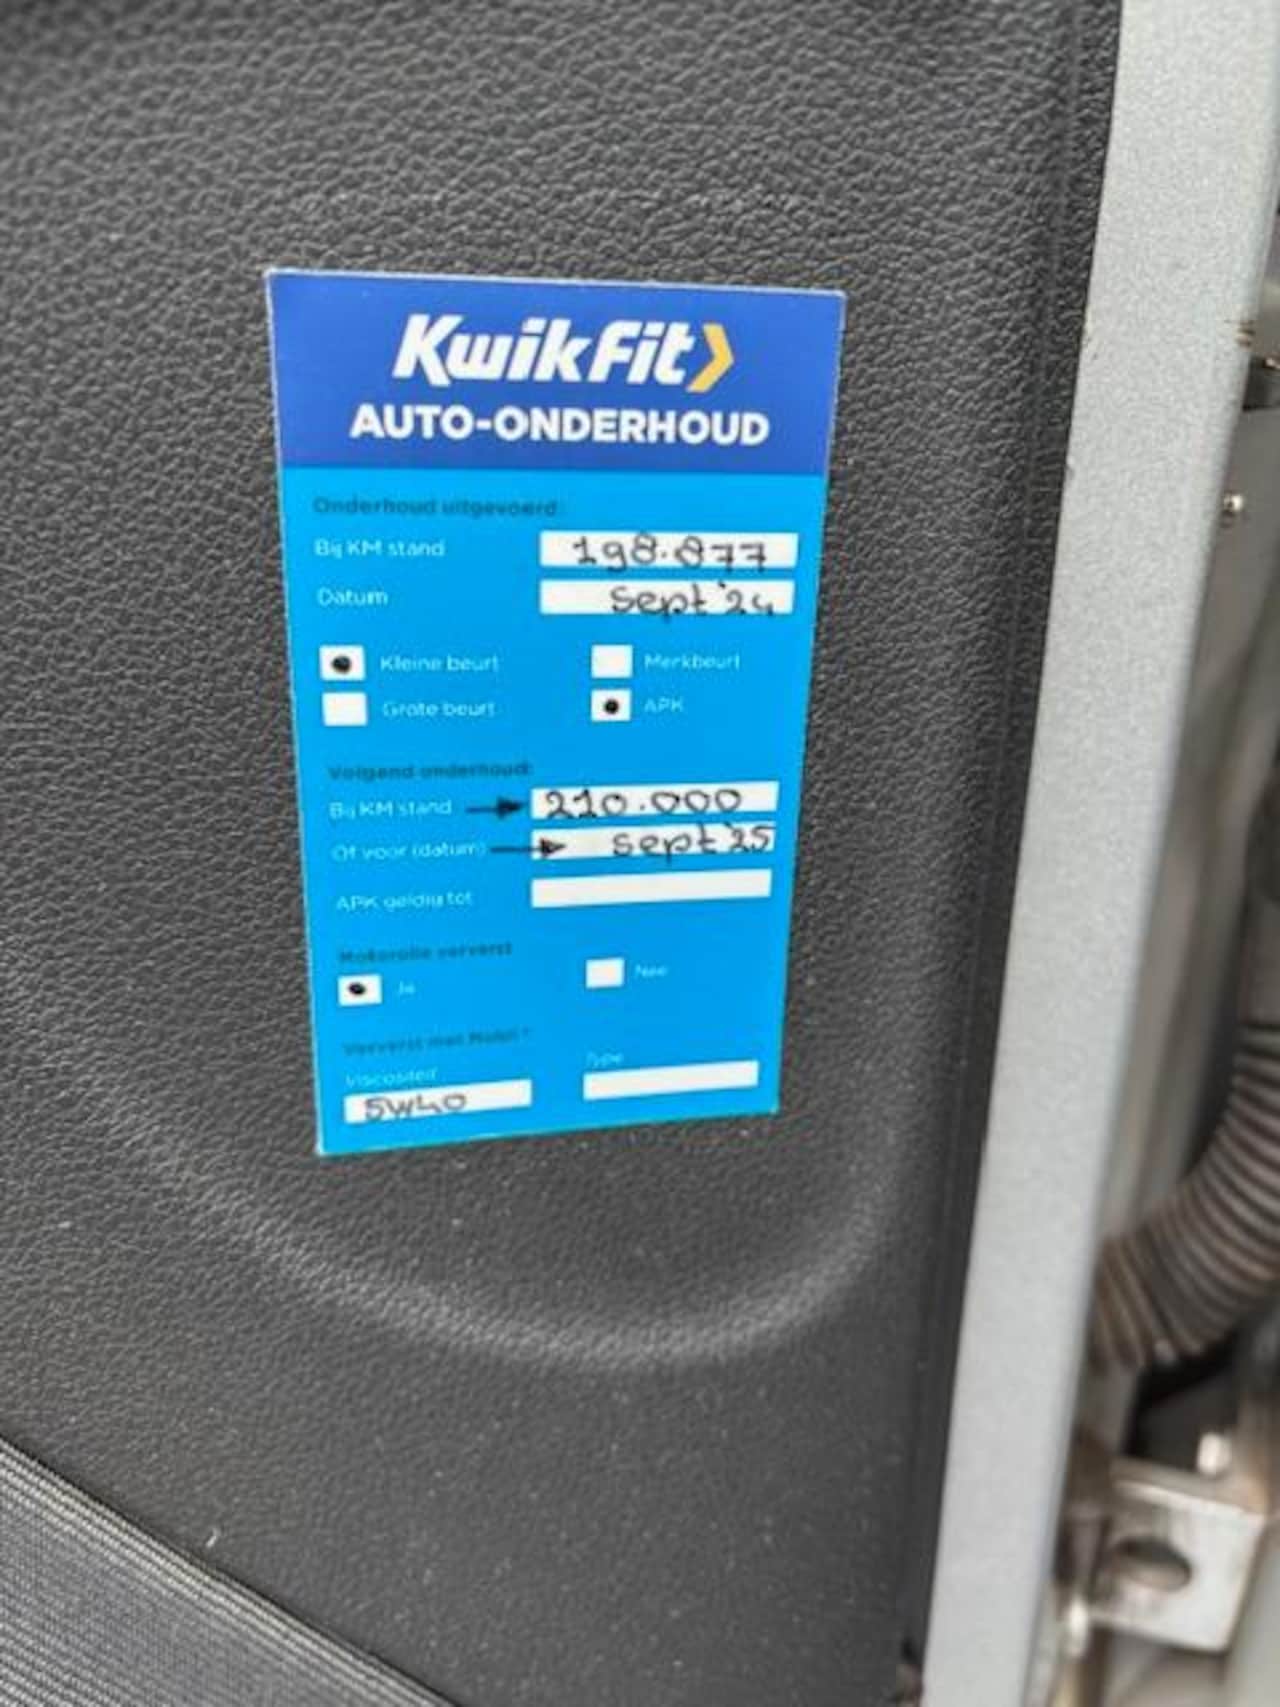 KwikFit
AUTO-ONDERHOUD
Onderhoud uitgevoerd:
Bij KM stand 198.877
Datum Sept '24
Kleine beurt Merkbeurt
Grote beurt APK
Volgend onderhoud:
Bij KM stand 210.000
Of voor (datum) Sept '25
APK geldig tot
Motorolie ververst
Ja Nee
Ververst met Mobil *
Viscositeit Type
5W40